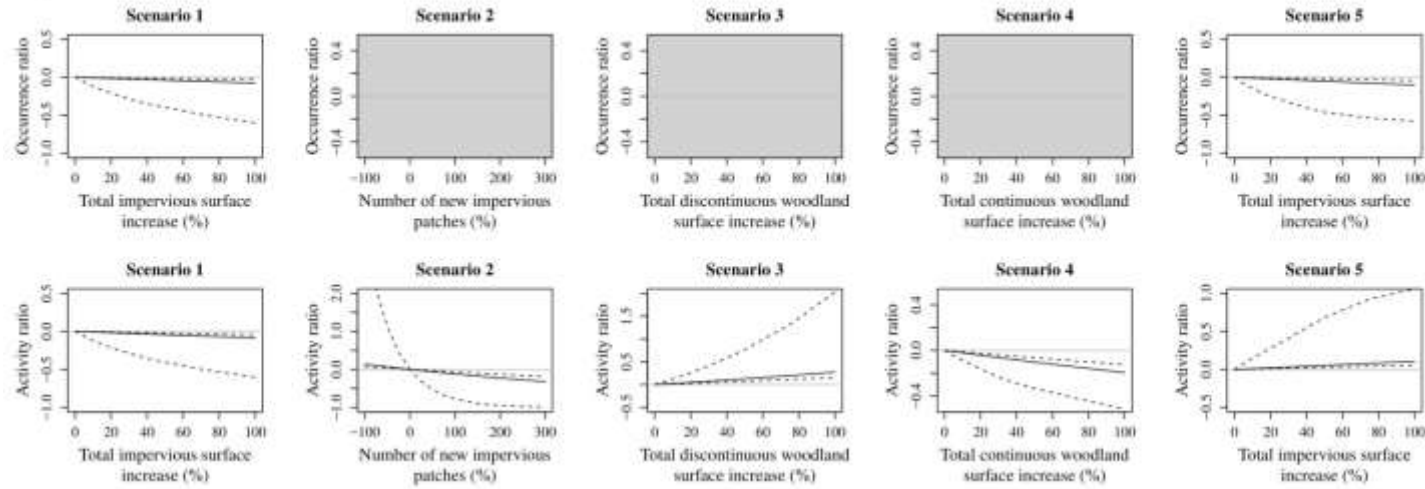 Scenario 1 Scenario 2 Scenario 3 Scenario 4 Scenario 5
Occurrence ratio Occurrence ratio Occurrence ratio Occurrence ratio Occurrence ratio
0.5 0.0 −0.5 −1.0
0.4 0.0 −0.4
0.4 0.0 −0.4
0.4 0.0 −0.4
0.5 0.0 −0.5 −1.0
0 20 40 60 80 100
−100 0 100 200 300
0 20 40 60 80 100
0 20 40 60 80 100
0 20 40 60 80 100
Total impervious surface
increase (%)
Number of new impervious
patches (%)
Total discontinuous woodland
surface increase (%)
Total continuous woodland
surface increase (%)
Total impervious surface
increase (%)
Scenario 1 Scenario 2 Scenario 3 Scenario 4 Scenario 5
Activity ratio Activity ratio Activity ratio Activity ratio Activity ratio
0.5 0.0 −0.5 −1.0
2.0 1.0 0.0 −1.0
1.5 0.5 −0.5
0.4 0.0 −0.4
1.0 0.5 0.0 −0.5
0 20 40 60 80 100
−100 0 100 200 300
0 20 40 60 80 100
0 20 40 60 80 100
0 20 40 60 80 100
Total impervious surface
increase (%)
Number of new impervious
patches (%)
Total discontinuous woodland
surface increase (%)
Total continuous woodland
surface increase (%)
Total impervious surface
increase (%)